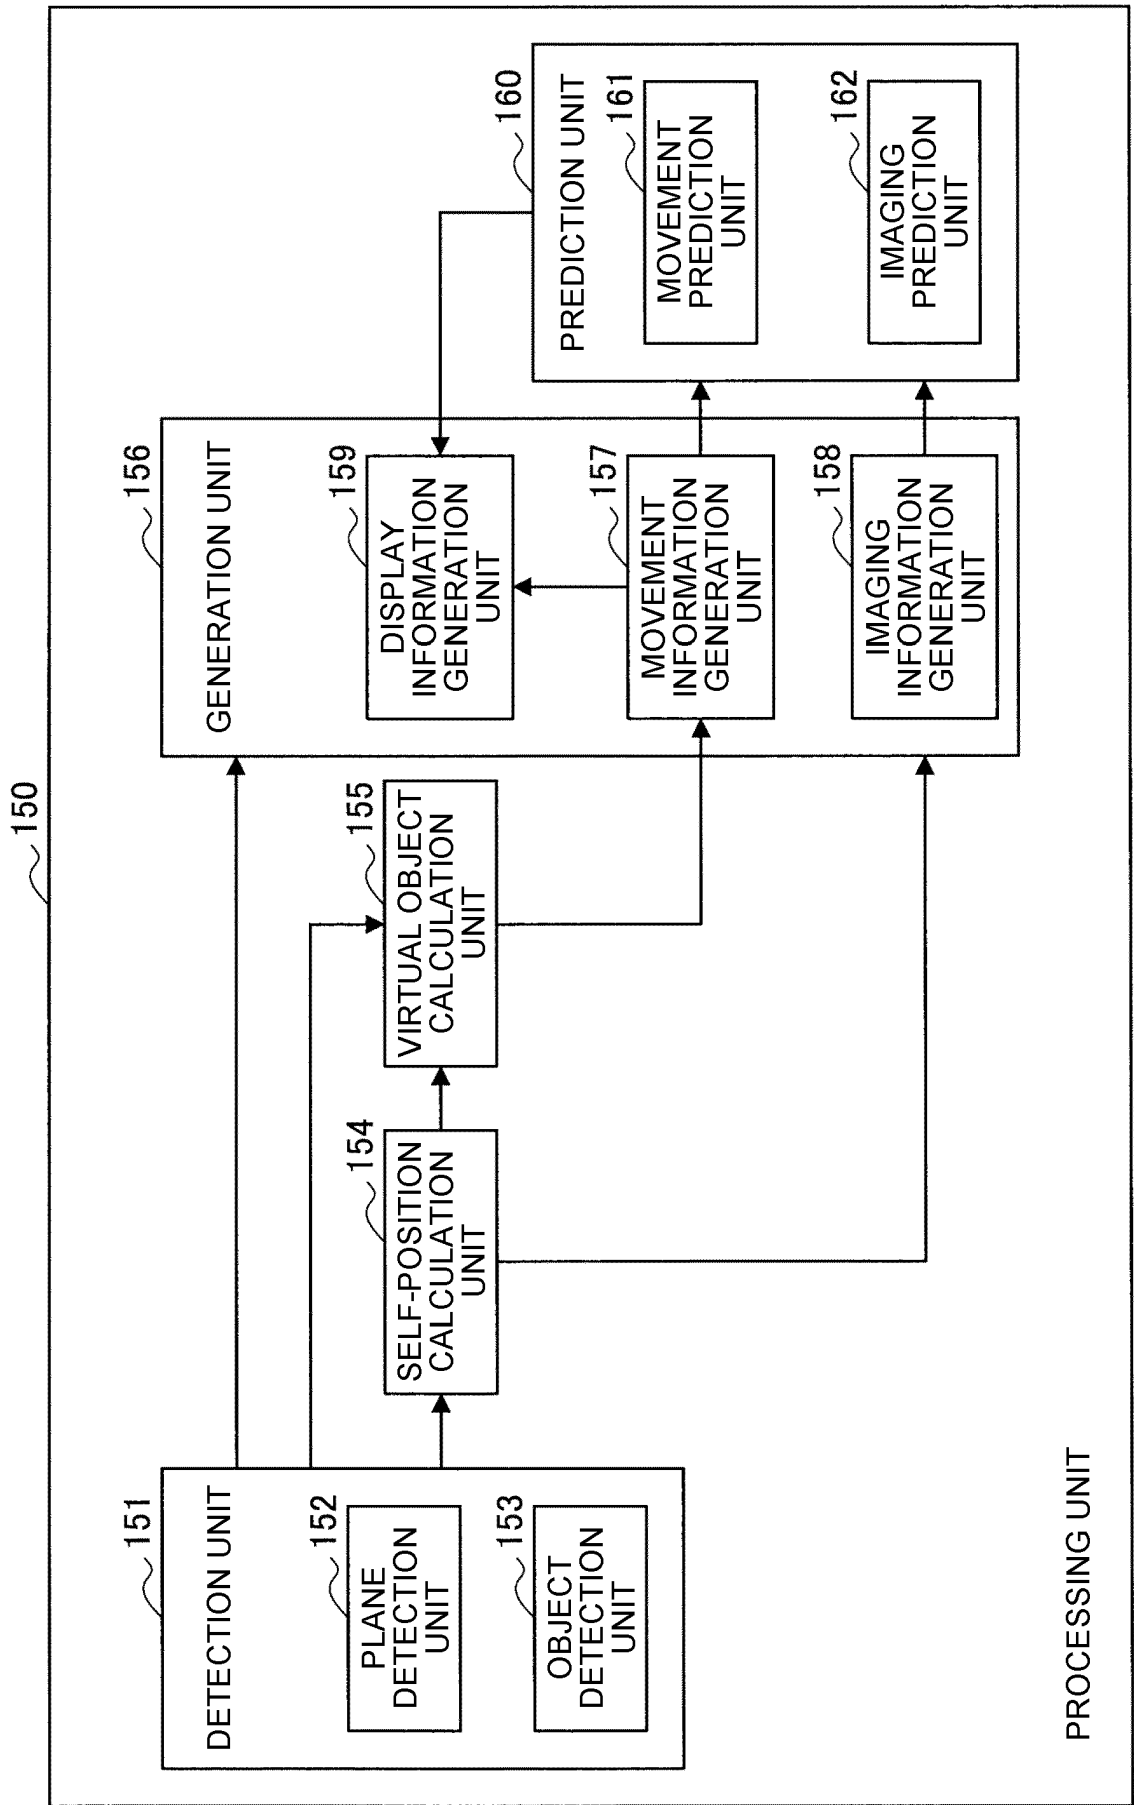 150
151
DETECTION UNIT
152
PLANE
DETECTION
UNIT
153
OBJECT
DETECTION
UNIT
154
SELF-POSITION
CALCULATION
UNIT
155
VIRTUAL OBJECT
CALCULATION
UNIT
156
GENERATION UNIT
159
DISPLAY
INFORMATION
GENERATION
UNIT
157
MOVEMENT
INFORMATION
GENERATION
UNIT
158
IMAGING
INFORMATION
GENERATION
UNIT
160
PREDICTION UNIT
161
MOVEMENT
PREDICTION
UNIT
162
IMAGING
PREDICTION
UNIT
PROCESSING UNIT